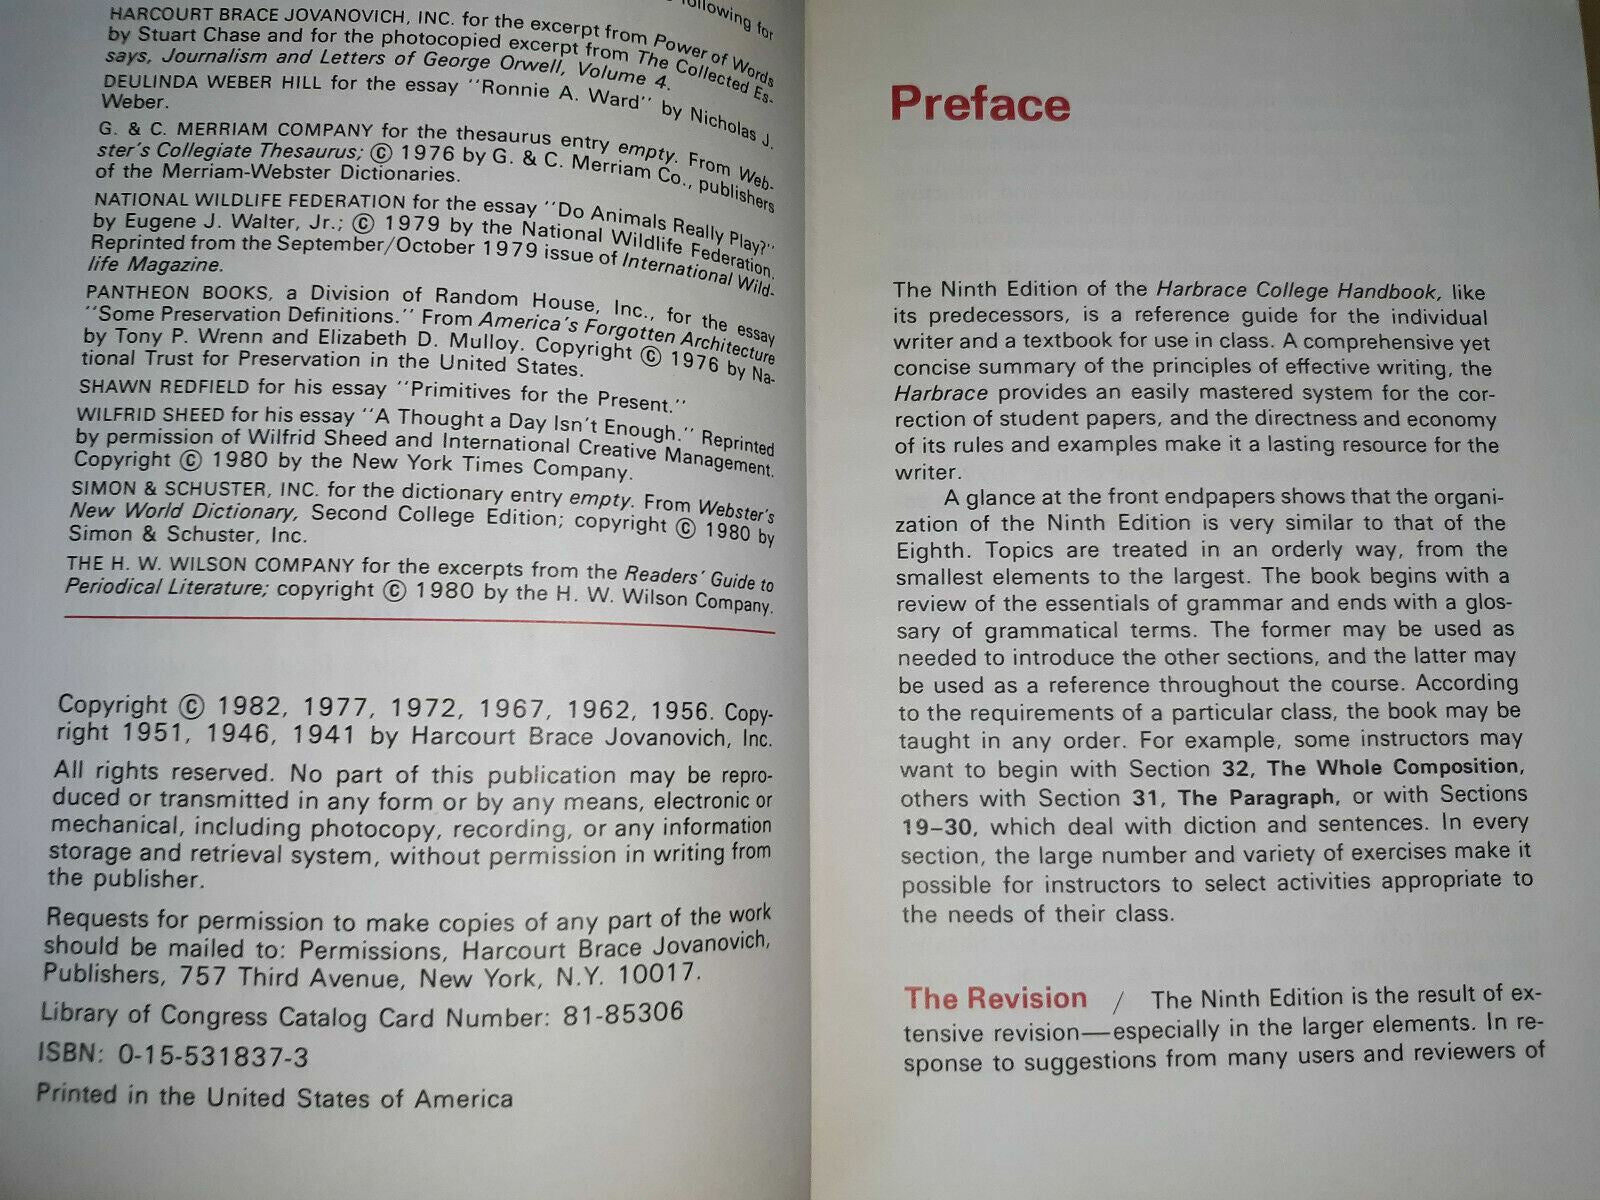 following for
HARCOURT BRACE JOVANOVICH, INC. for the excerpt from Power of Words
by Stuart Chase and for the photocopied excerpt from The Collected Es-
says, Journalism and Letters of George Orwell, Volume 4.
DEULINDA WEBER HILL for the essay "Ronnie A. Ward" by Nicholas J.
Weber.
G. & C. MERRIAM COMPANY for the thesaurus entry empty. From Web-
ster's Collegiate Thesaurus; © 1976 by G. & C. Merriam Co., publishers
of the Merriam-Webster Dictionaries.
NATIONAL WILDLIFE FEDERATION for the essay "Do Animals Really Play?"
by Eugene J. Walter, Jr.; © 1979 by the National Wildlife Federation.
Reprinted from the September/October 1979 issue of International Wild-
life Magazine.
PANTHEON BOOKS, a Division of Random House, Inc., for the essay
"Some Preservation Definitions." From America's Forgotten Architecture
by Tony P. Wrenn and Elizabeth D. Mulloy. Copyright © 1976 by Na-
tional Trust for Preservation in the United States.
SHAWN REDFIELD for his essay "Primitives for the Present."
WILFRID SHEED for his essay "A Thought a Day Isn't Enough." Reprinted
by permission of Wilfrid Sheed and International Creative Management.
Copyright © 1980 by the New York Times Company.
SIMON & SCHUSTER, INC. for the dictionary entry empty. From Webster's
New World Dictionary, Second College Edition; copyright © 1980 by
Simon & Schuster, Inc.
THE H. W. WILSON COMPANY for the excerpts from the Readers' Guide to
Periodical Literature; copyright © 1980 by the H. W. Wilson Company.
Copyright © 1982, 1977, 1972, 1967, 1962, 1956. Copy-
right 1951, 1946, 1941 by Harcourt Brace Jovanovich, Inc.
All rights reserved. No part of this publication may be repro-
duced or transmitted in any form or by any means, electronic or
mechanical, including photocopy, recording, or any information
storage and retrieval system, without permission in writing from
the publisher.
Requests for permission to make copies of any part of the work
should be mailed to: Permissions, Harcourt Brace Jovanovich,
Publishers, 757 Third Avenue, New York, N.Y. 10017.
Library of Congress Catalog Card Number: 81-85306
ISBN: 0-15-531837-3
Printed in the United States of America
Preface
The Ninth Edition of the Harbrace College Handbook, like
its predecessors, is a reference guide for the individual
writer and a textbook for use in class. A comprehensive yet
concise summary of the principles of effective writing, the
Harbrace provides an easily mastered system for the cor-
rection of student papers, and the directness and economy
of its rules and examples make it a lasting resource for the
writer.
A glance at the front endpapers shows that the organi-
zation of the Ninth Edition is very similar to that of the
Eighth. Topics are treated in an orderly way, from the
smallest elements to the largest. The book begins with a
review of the essentials of grammar and ends with a glos-
sary of grammatical terms. The former may be used as
needed to introduce the other sections, and the latter may
be used as a reference throughout the course. According
to the requirements of a particular class, the book may be
taught in any order. For example, some instructors may
want to begin with Section 32, The Whole Composition,
others with Section 31, The Paragraph, or with Sections
19–30, which deal with diction and sentences. In every
section, the large number and variety of exercises make it
possible for instructors to select activities appropriate to
the needs of their class.
The Revision / The Ninth Edition is the result of ex-
tensive revision—especially in the larger elements. In re-
sponse to suggestions from many users and reviewers of